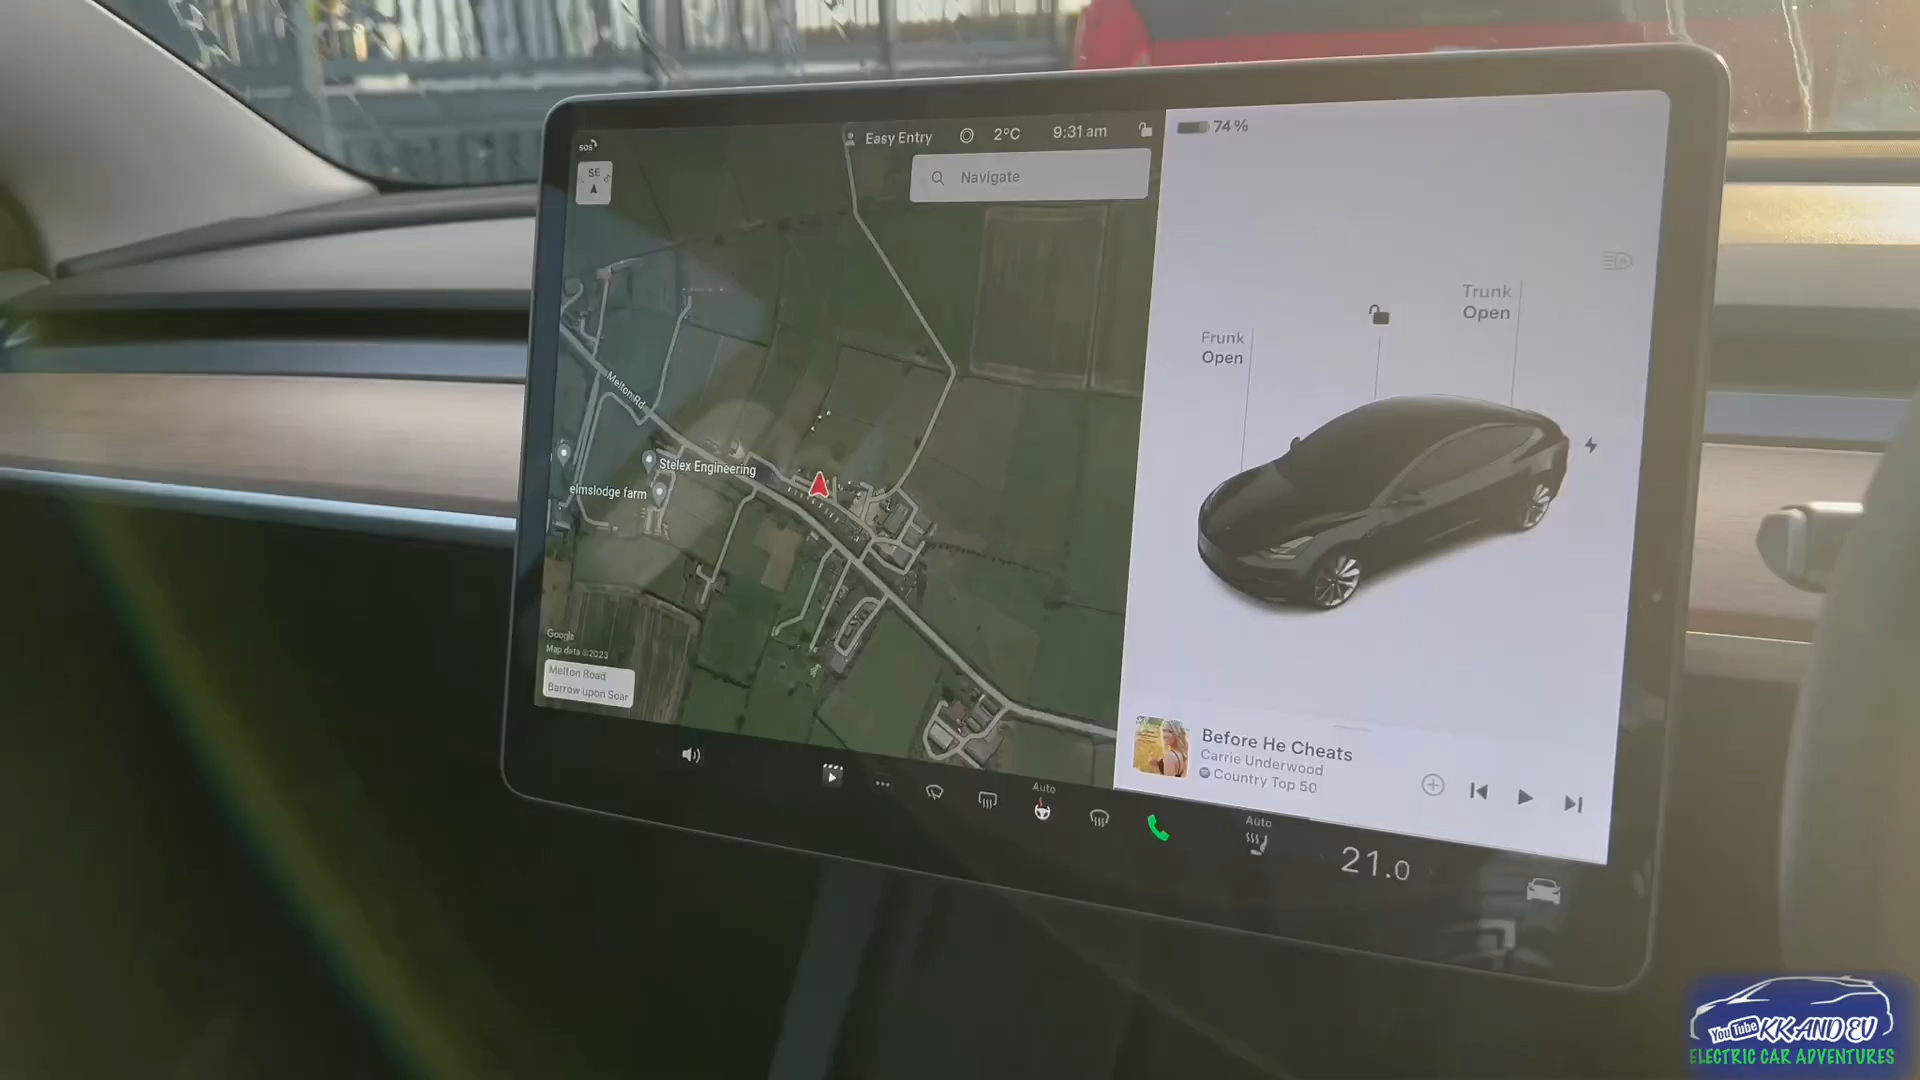 SOS
SE
Easy Entry
2°C
9:31 am
Navigate
74%
Trunk
Open
Frunk
Open
Melton Rd
Stelex Engineering
elmslodge farm
Google
Map data ©2023
Melton Road
Barrow upon Soar
Before He Cheats
Carrie Underwood
Country Top 50
Auto
Auto
21.0
YouTube KK AND EV
ELECTRIC CAR ADVENTURES